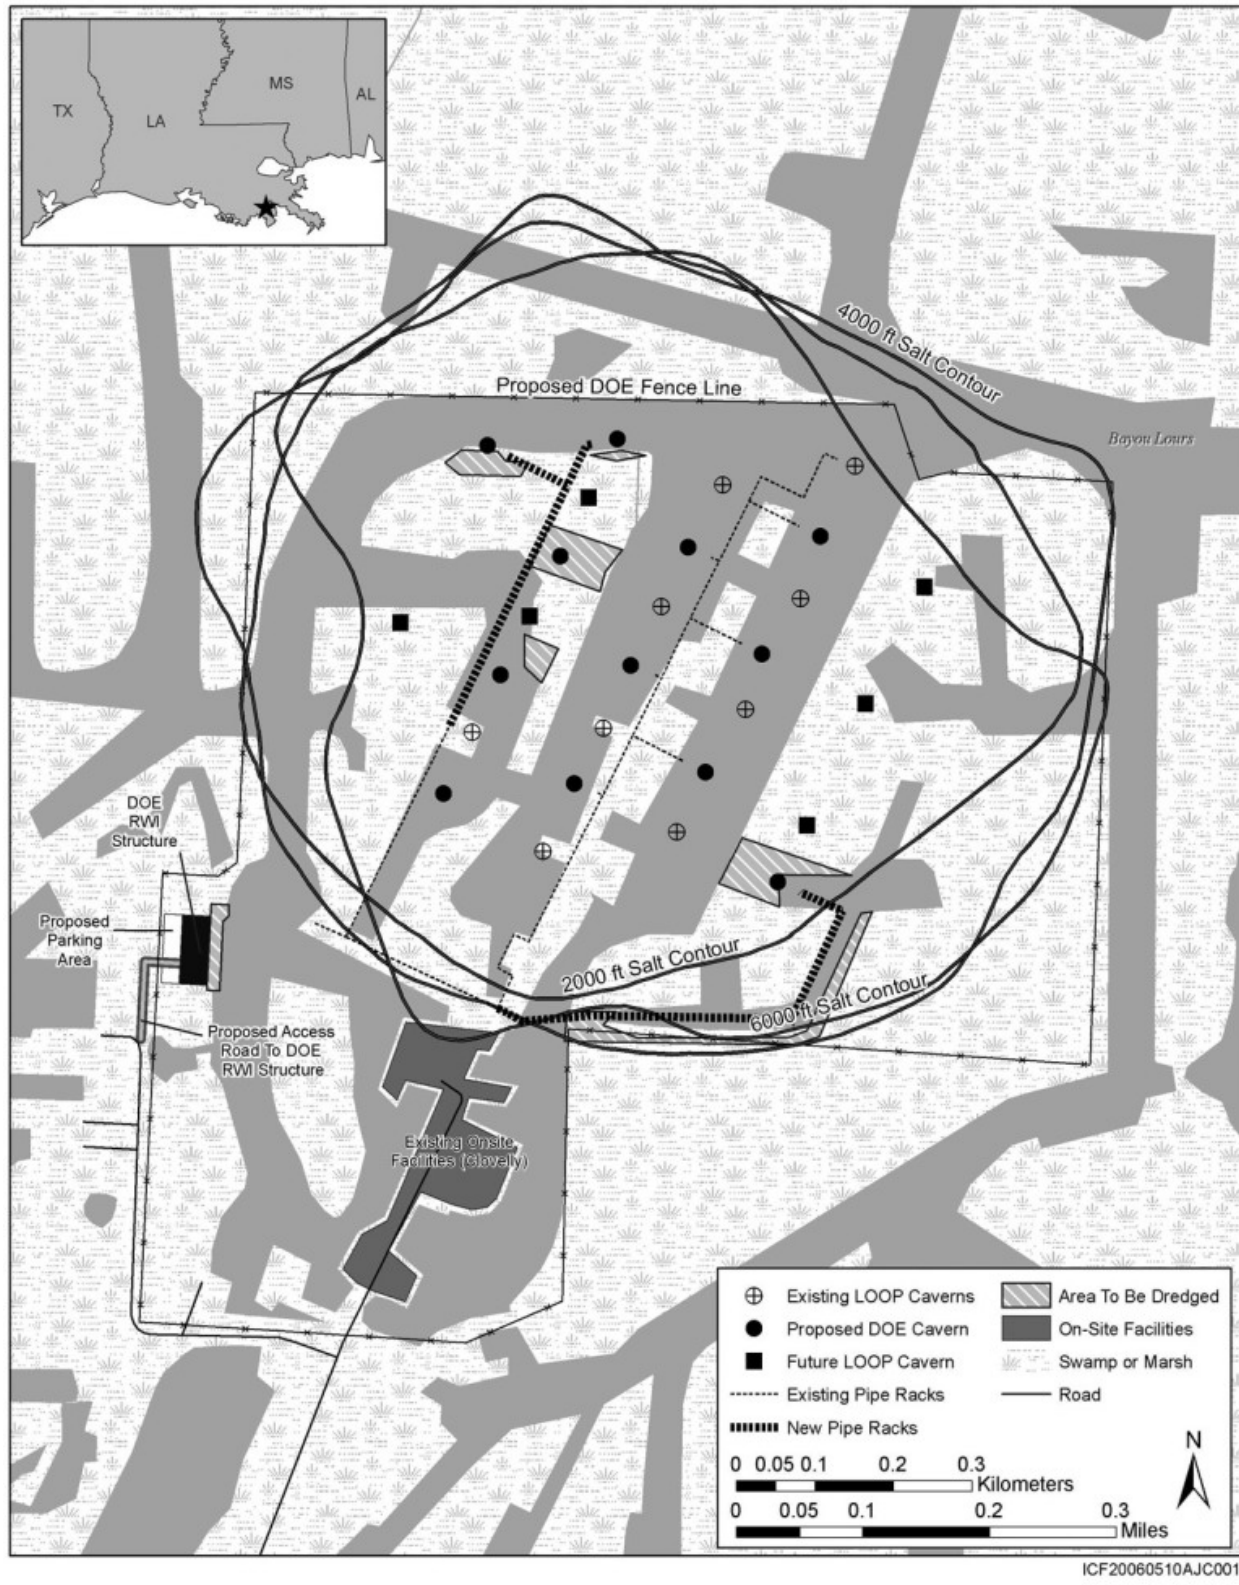 TX
LA
MS
AL
4000 ft Salt Contour
Proposed DOE Fence Line
Bayou Lours
DOE
RWI
Structure
Proposed
Parking
Area
2000 ft Salt Contour
6000 ft Salt Contour
Proposed Access
Road To DOE
RWI Structure
Existing Onsite
Facilities (Clovelly)
Existing LOOP Caverns
Proposed DOE Cavern
Future LOOP Cavern
Existing Pipe Racks
New Pipe Racks
Area To Be Dredged
On-Site Facilities
Swamp or Marsh
Road
N
0 0.05 0.1 0.2 0.3
Kilometers
0 0.05 0.1 0.2 0.3
Miles
ICF20060510AJC001